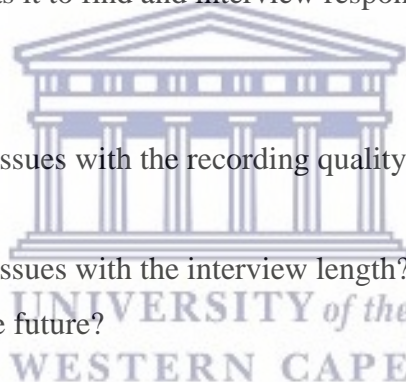 it to find and interview respon
ssues with the recording quality
ssues with the interview length?
UNIVERSITY of the
e future?
WESTERN CAPE